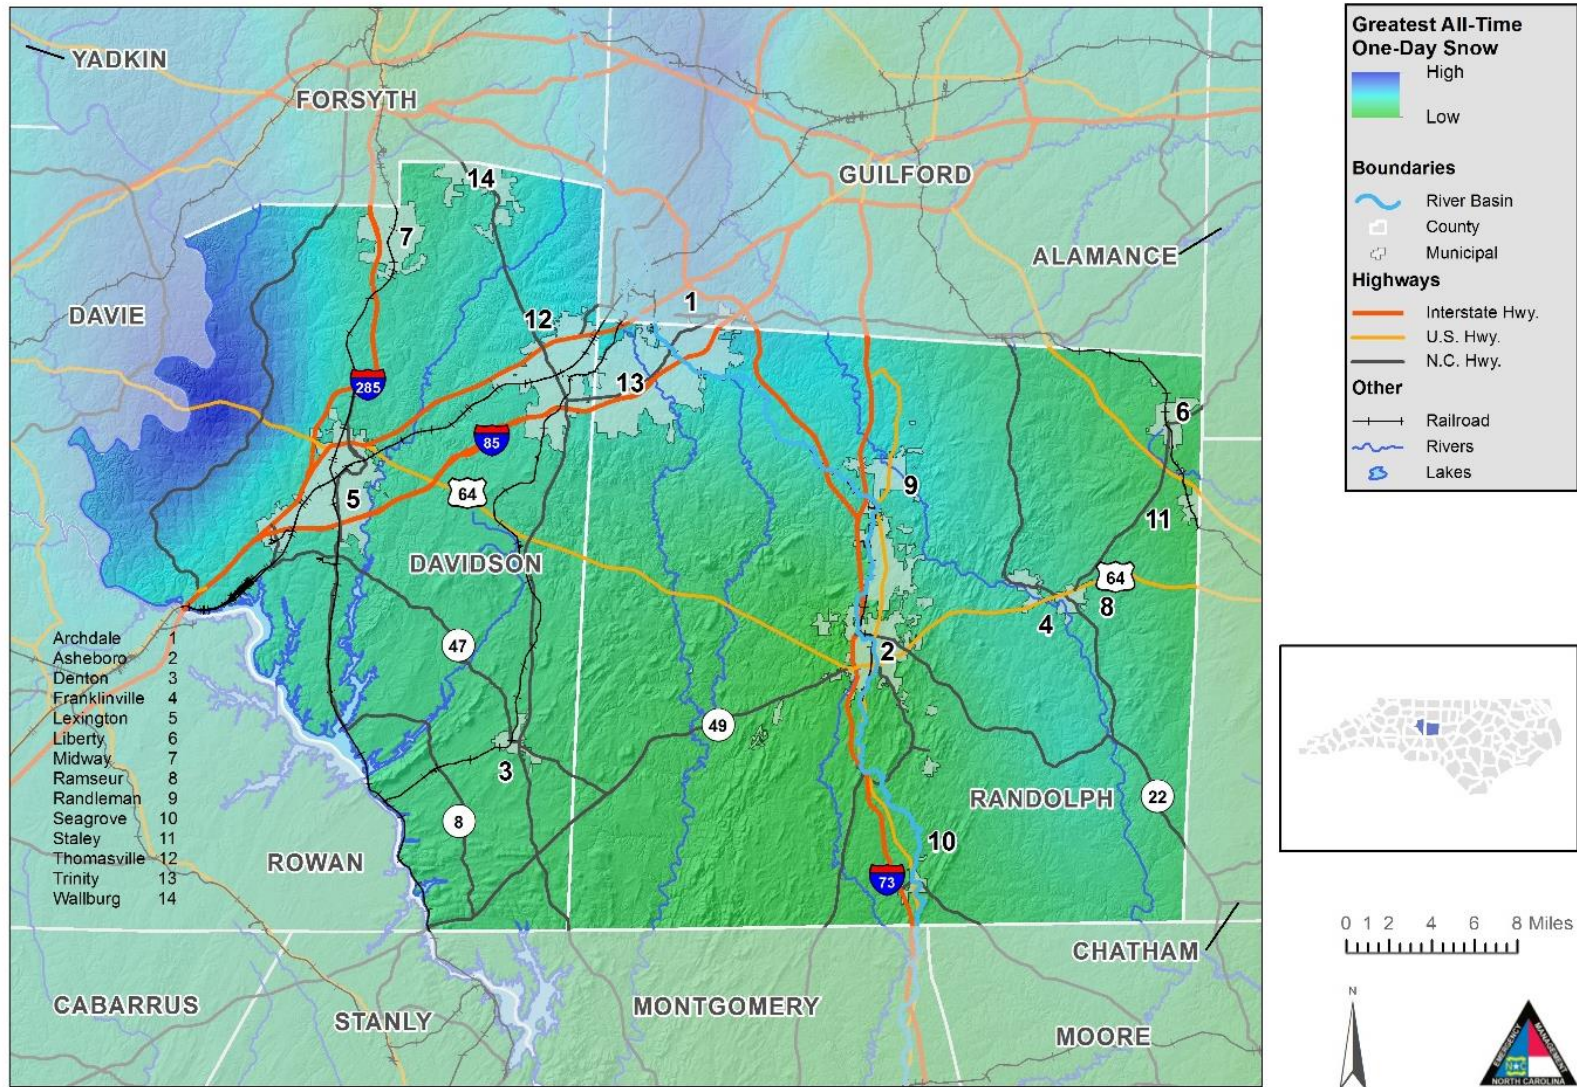 YADKIN
FORSYTH
GUILFORD
ALAMANCE
DAVIE
14
7
12
1
13
285
85
6
5
64
9
11
DAVIDSON
64
4
8
47
2
49
3
8
RANDOLPH
22
10
73
ROWAN
Archdale 1
Asheboro 2
Denton 3
Franklinville 4
Lexington 5
Liberty 6
Midway 7
Ramseur 8
Randleman 9
Seagrove 10
Staley 11
Thomasville 12
Trinity 13
Wallburg 14
CHATHAM
CABARRUS
STANLY
MONTGOMERY
MOORE
Greatest All-Time
One-Day Snow
High
Low
Boundaries
River Basin
County
Municipal
Highways
Interstate Hwy.
U.S. Hwy.
N.C. Hwy.
Other
Railroad
Rivers
Lakes
0 1 2 4 6 8 Miles
N
EMERGENCY
MANAGEMENT
N C
NORTH CAROLINA